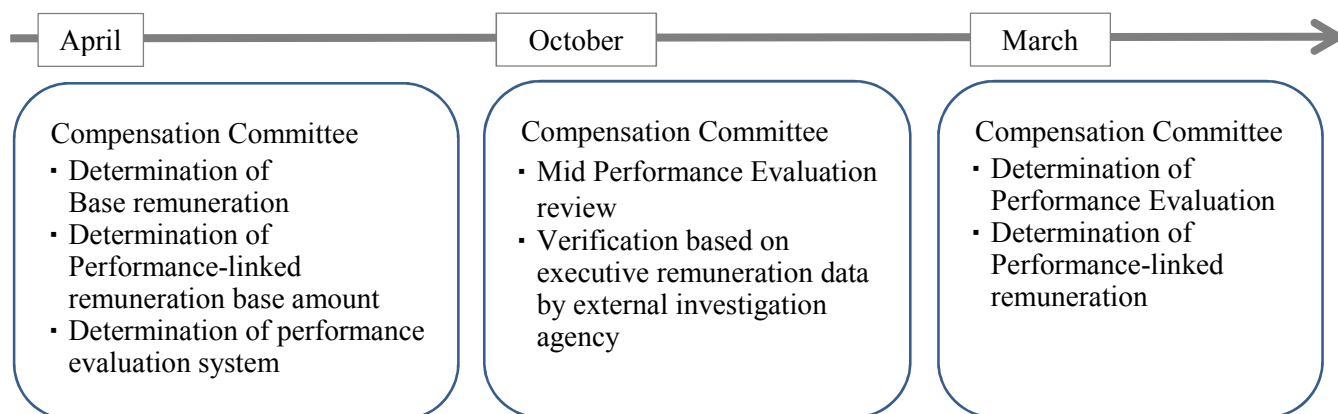 April
October
March
Compensation Committee
▪ Determination of
Base remuneration
▪ Determination of
Performance-linked
remuneration base amount
▪ Determination of performance
evaluation system
Compensation Committee
▪ Mid Performance Evaluation
review
▪ Verification based on
executive remuneration data
by external investigation
agency
Compensation Committee
▪ Determination of
Performance Evaluation
▪ Determination of
Performance-linked
remuneration